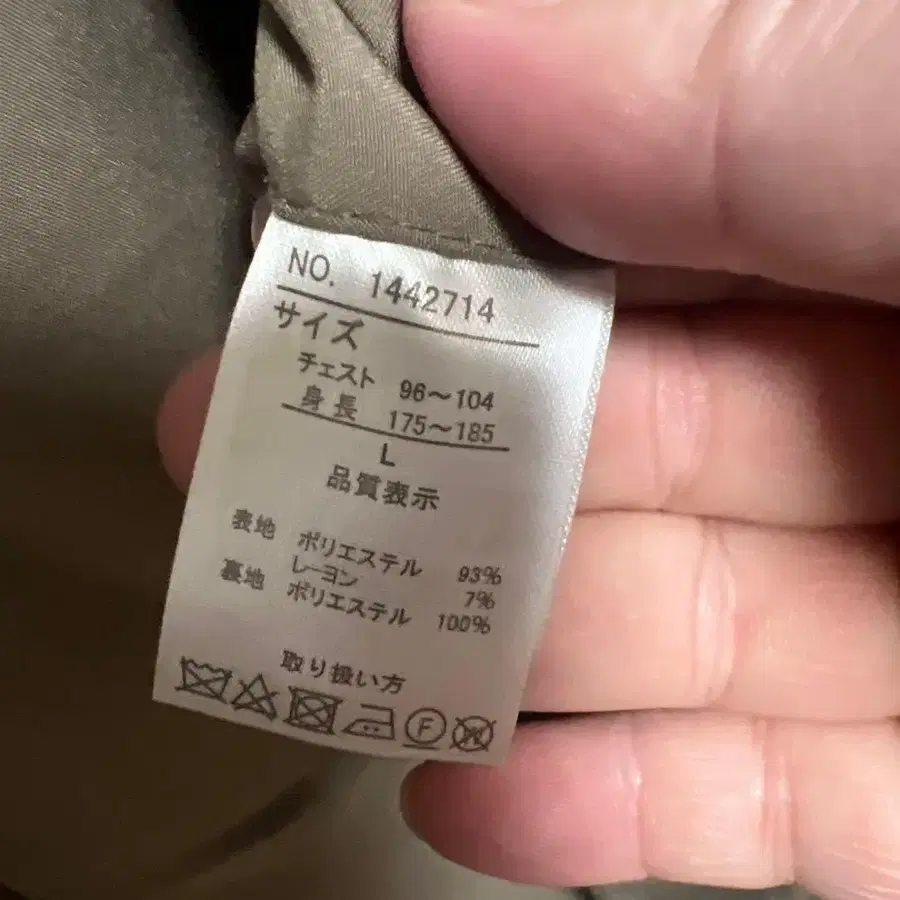 NO. 1442714
サイズ
チェスト 96～104
身長 175～185
L
品質表示
表地 ポリエステル 93%
レーヨン 7%
裏地 ポリエステル 100%
取り扱い方
F W